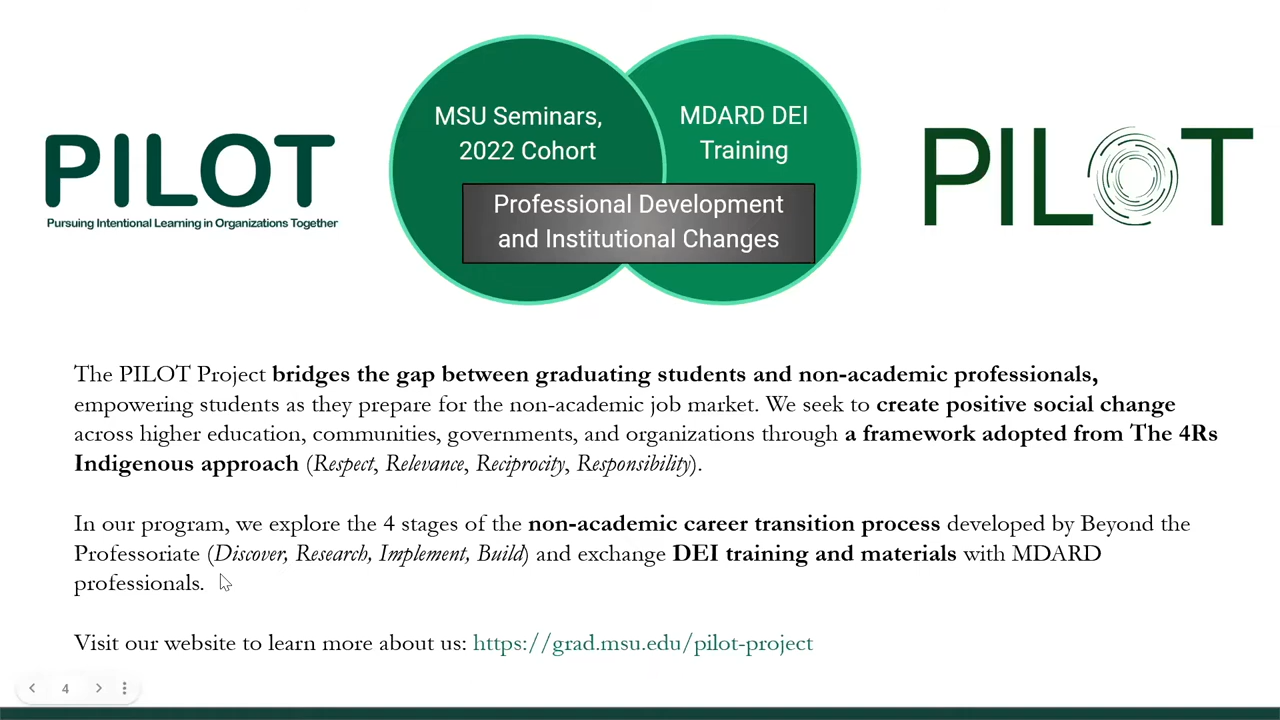 PILOT
Pursuing Intentional Learning in Organizations Together
MSU Seminars,
2022 Cohort
MDARD DEI
Training
Professional Development
and Institutional Changes
PILOT
The PILOT Project bridges the gap between graduating students and non-academic professionals,
empowering students as they prepare for the non-academic job market. We seek to create positive social change
across higher education, communities, governments, and organizations through a framework adopted from The 4Rs
Indigenous approach (Respect, Relevance, Reciprocity, Responsibility).
In our program, we explore the 4 stages of the non-academic career transition process developed by Beyond the
Professoriate (Discover, Research, Implement, Build) and exchange DEI training and materials with MDARD
professionals.
Visit our website to learn more about us: https://grad.msu.edu/pilot-project
4